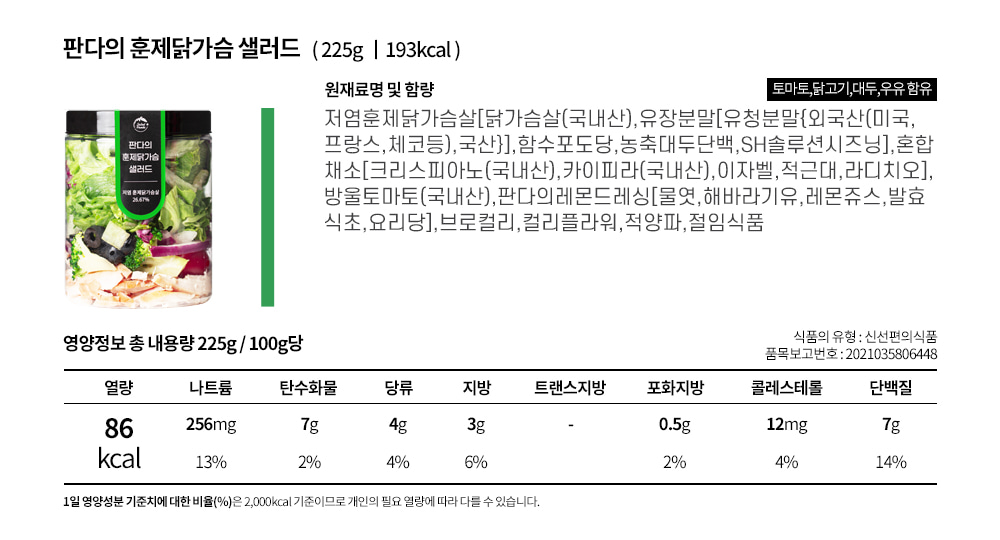 판다의 훈제닭가슴 샐러드 ( 225g | 193kcal )
원재료명 및 함량
토마토,닭고기,대두,우유 함유
저염훈제닭가슴살[닭가슴살(국내산),유장분말[유청분말{외국산(미국,
프랑스,체코등),국산}],함수포도당,농축대두단백,SH솔루션시즈닝],혼합
채소[크리스피아노(국내산),카이피라(국내산),이자벨,적근대,라디치오],
방울토마토(국내산),판다의레몬드레싱[물엿,해바라기유,레몬쥬스,발효
식초,요리당],브로컬리,컬리플라워,적양파,절임식품
판다의
훈제닭가슴
샐러드
저염 훈제닭가슴살
26.67%
영양정보 총 내용량 225g / 100g당
식품의 유형 : 신선편의식품
품목보고번호 : 2021035806448
열량 나트륨 탄수화물 당류 지방 트랜스지방 포화지방 콜레스테롤 단백질
86 256mg 7g 4g 3g - 0.5g 12mg 7g
kcal 13% 2% 4% 6% 2% 4% 14%
1일 영양성분 기준치에 대한 비율(%)은 2,000kcal 기준이므로 개인의 필요 열량에 따라 다를 수 있습니다.